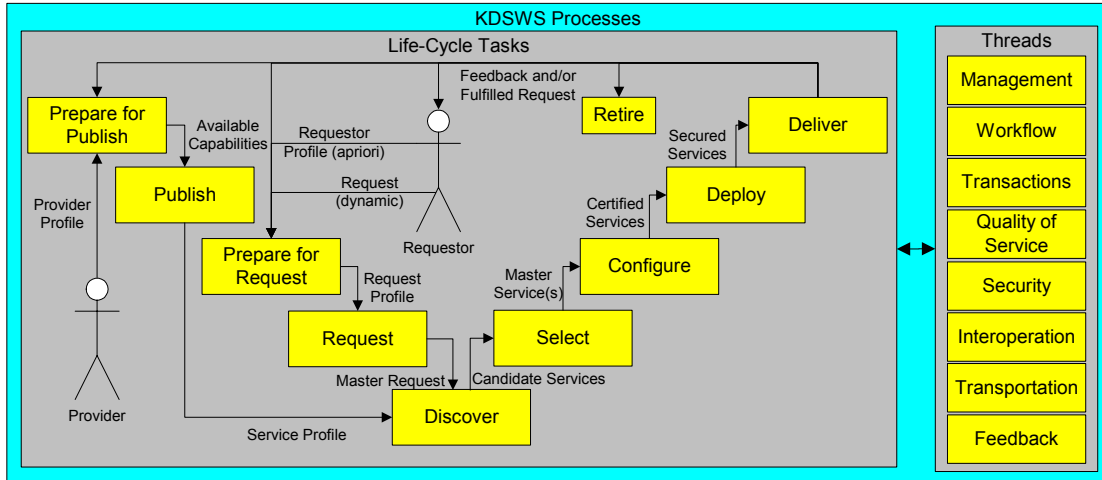 KDSWS Processes
Life-Cycle Tasks
Threads
Prepare for
Publish
Available
Capabilities
Publish
Provider
Profile
Provider
Requestor
Profile (apriori)
Request
(dynamic)
Requestor
Feedback and/or
Fulfilled Request
Retire
Prepare for
Request
Request
Profile
Request
Master Request
Service Profile
Discover
Candidate Services
Select
Master
Service(s)
Configure
Certified
Services
Deploy
Secured
Services
Deliver
Management
Workflow
Transactions
Quality of
Service
Security
Interoperation
Transportation
Feedback